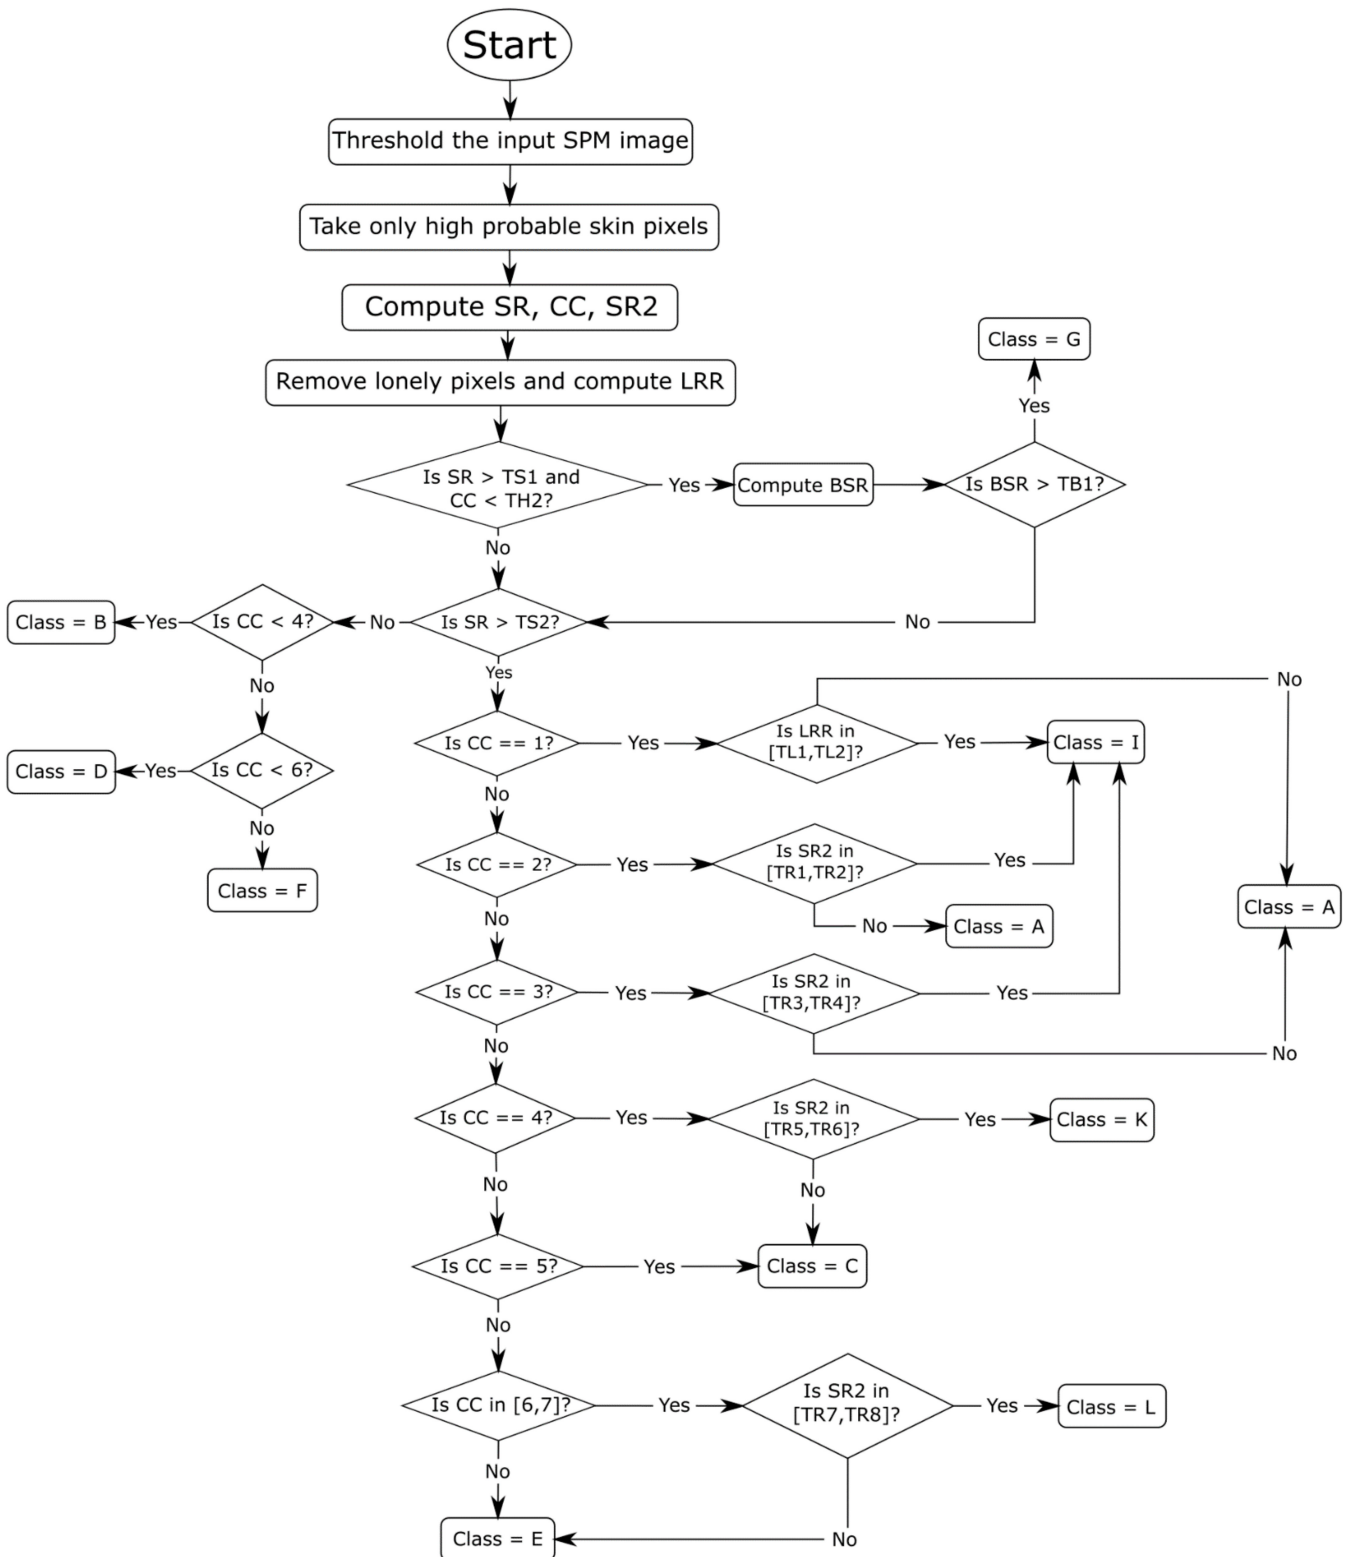 Start
Threshold the input SPM image
Take only high probable skin pixels
Compute SR, CC, SR2
Remove lonely pixels and compute LRR
Class = G
Yes
Is SR > TS1 and
CC < TH2?
Yes
Compute BSR
Is BSR > TB1?
No
Class = B
Yes
Is CC < 4?
No
Is SR > TS2?
No
Yes
No
No
Is CC == 1?
Yes
Is LRR in
[TL1,TL2]?
Yes
Class = I
Class = D
Yes
Is CC < 6?
No
No
Is CC == 2?
Yes
Is SR2 in
[TR1,TR2]?
Yes
Class = F
Class = A
No
No
Class = A
Is CC == 3?
Yes
Is SR2 in
[TR3,TR4]?
Yes
No
No
Is CC == 4?
Yes
Is SR2 in
[TR5,TR6]?
Yes
Class = K
No
No
Is CC == 5?
Yes
Class = C
No
Is CC in [6,7]?
Yes
Is SR2 in
[TR7,TR8]?
Yes
Class = L
No
Class = E
No